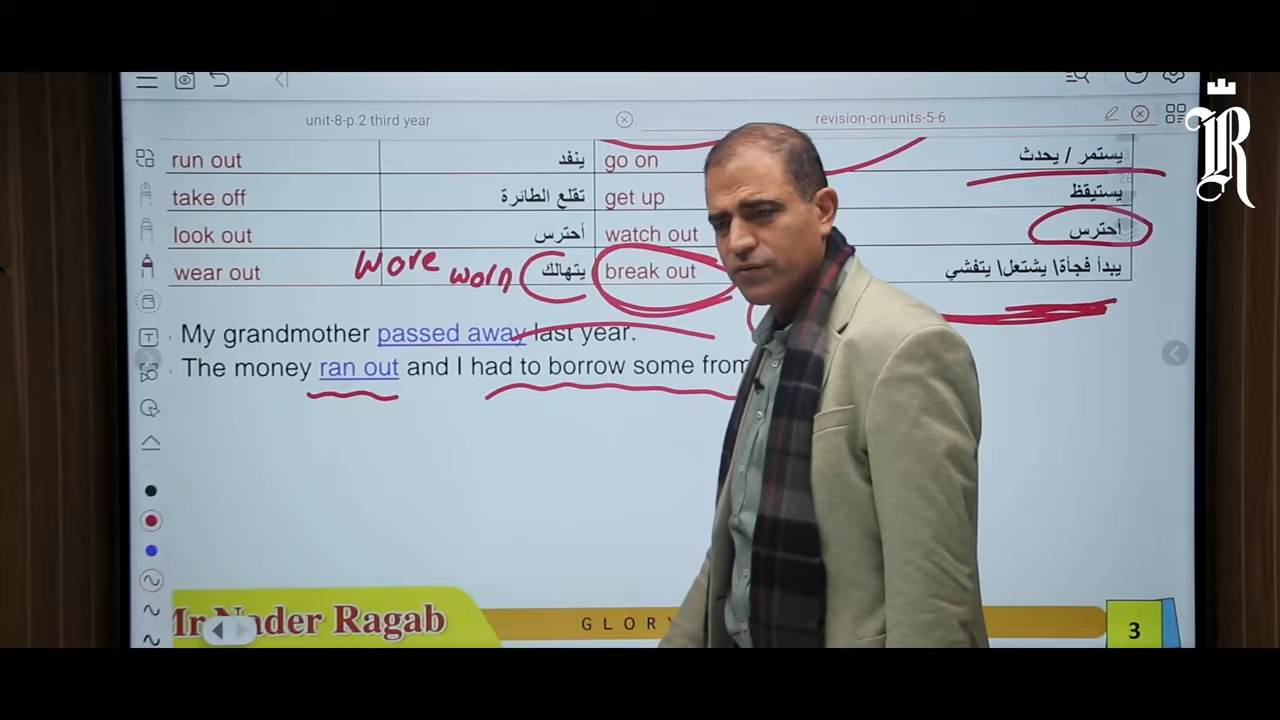 unit-8-p.2 third year revision-on-units-5-6
run out ينفد go on يستمر / يحدث
take off تقلع الطائرة get up يستيقظ
look out أحترس watch out أحترس
wear out wore worn يتهالك break out يبدأ فجأة\ يشتعل\ يتفشي
My grandmother passed away last year.
The money ran out and I had to borrow some from
Mr Nader Ragab
GLORY
3
R